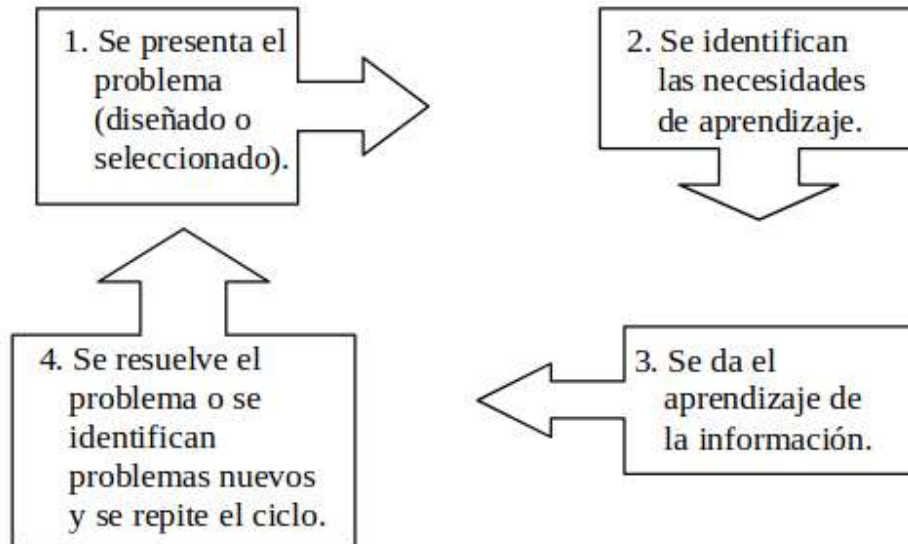 1. Se presenta el
problema
(diseñado o
seleccionado).
2. Se identifican
las necesidades
de aprendizaje.
3. Se da el
aprendizaje de
la información.
4. Se resuelve el
problema o se
identifican
problemas nuevos
y se repite el ciclo.